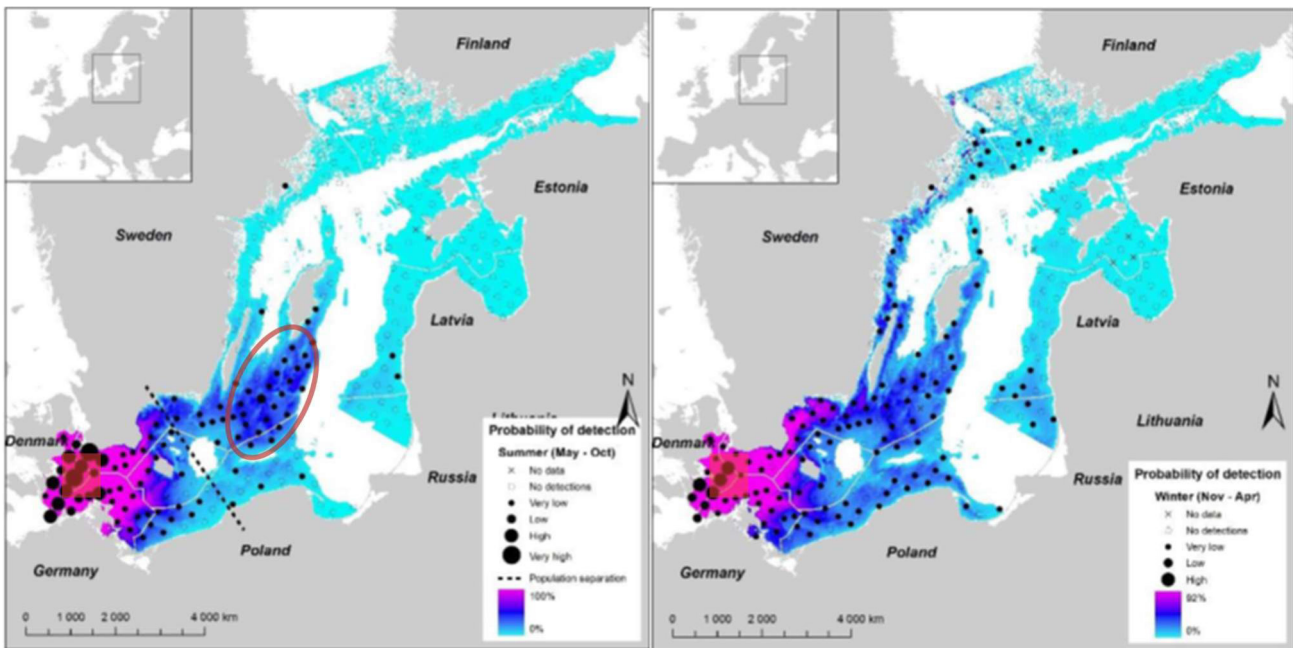 Finland
Estonia
Sweden
Latvia
N
Lithuania
Denmark
Russia
Poland
Germany
0 1 000 2 000 4 000 km
Probability of detection
Summer (May - Oct)
No data
No detections
Very low
Low
High
Very high
Population separation
100%
0%
Finland
Estonia
Sweden
Latvia
N
Lithuania
Denmark
Russia
Poland
Germany
0 1 000 2 000 4 000 km
Probability of detection
Winter (Nov - Apr)
No data
No detections
Very low
Low
High
92%
0%